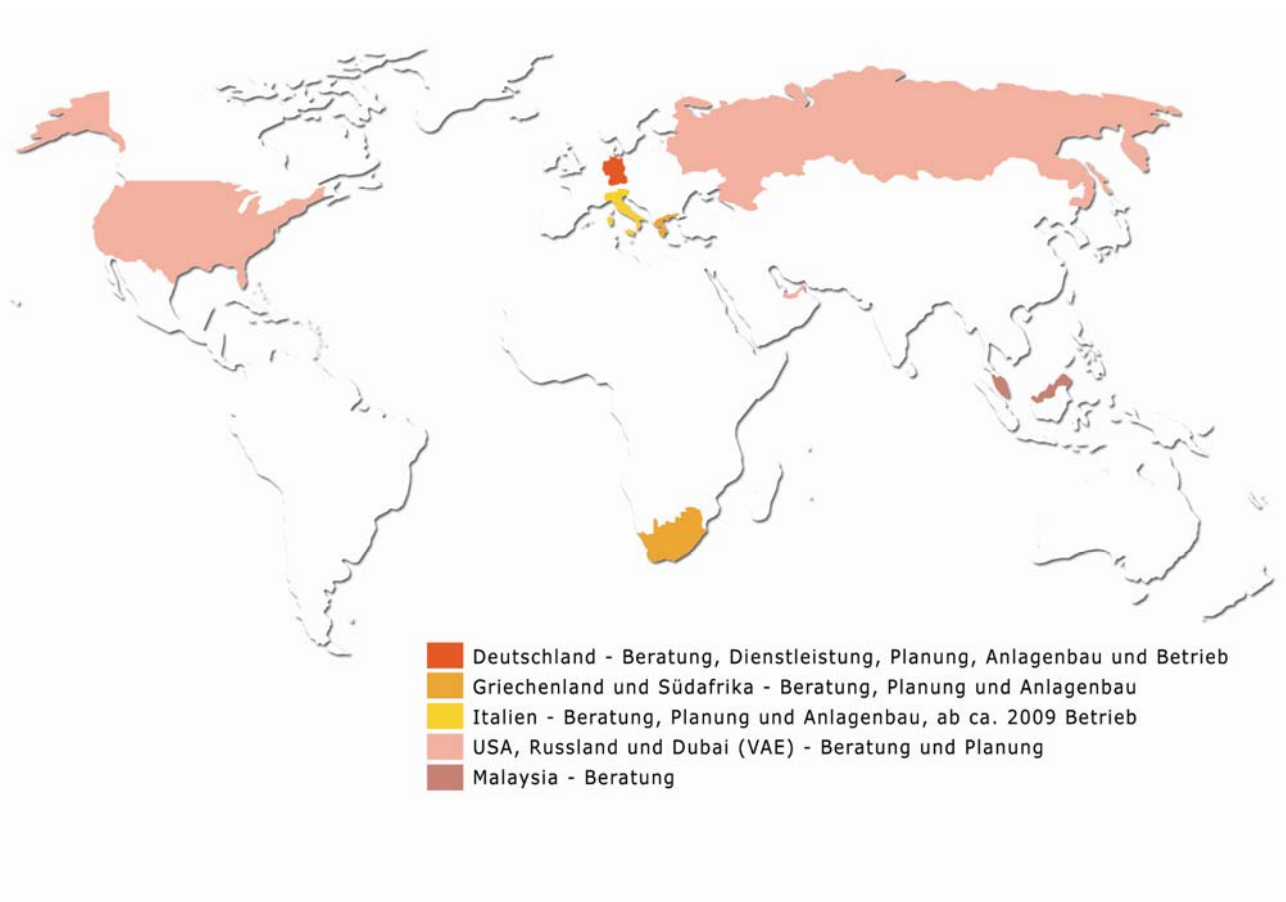 Deutschland - Beratung, Dienstleistung, Planung, Anlagenbau und Betrieb
Griechenland und Südafrika - Beratung, Planung und Anlagenbau
Italien - Beratung, Planung und Anlagenbau, ab ca. 2009 Betrieb
USA, Russland und Dubai (VAE) - Beratung und Planung
Malaysia - Beratung